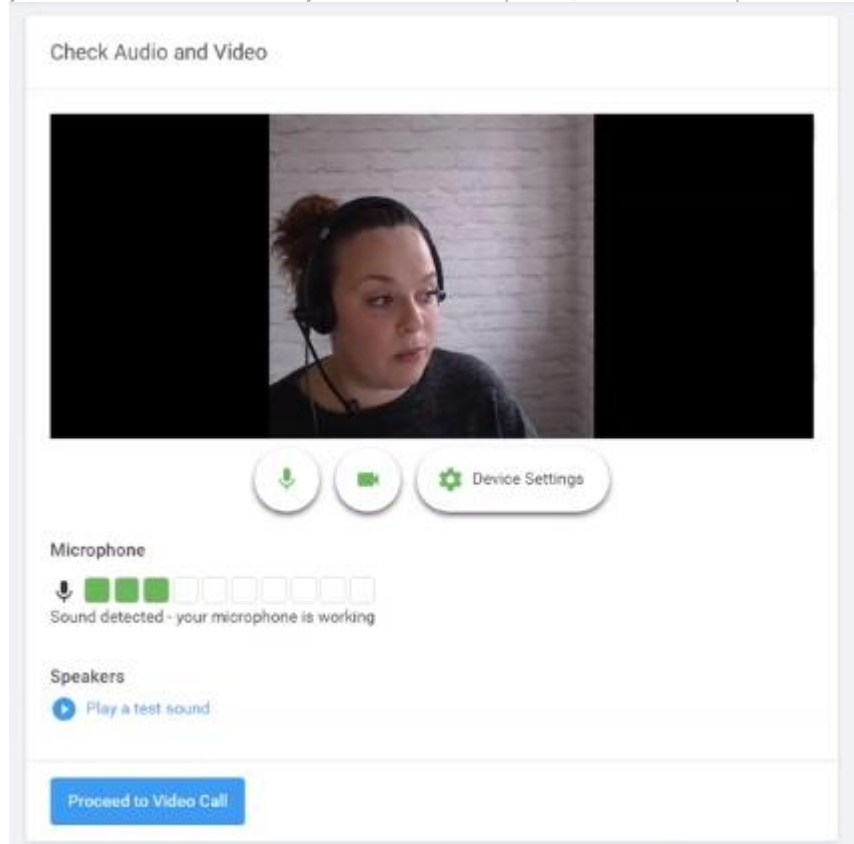 Check Audio and Video
Device Settings
Microphone
Sound detected - your microphone is working
Speakers
Play a test sound
Proceed to Video Call